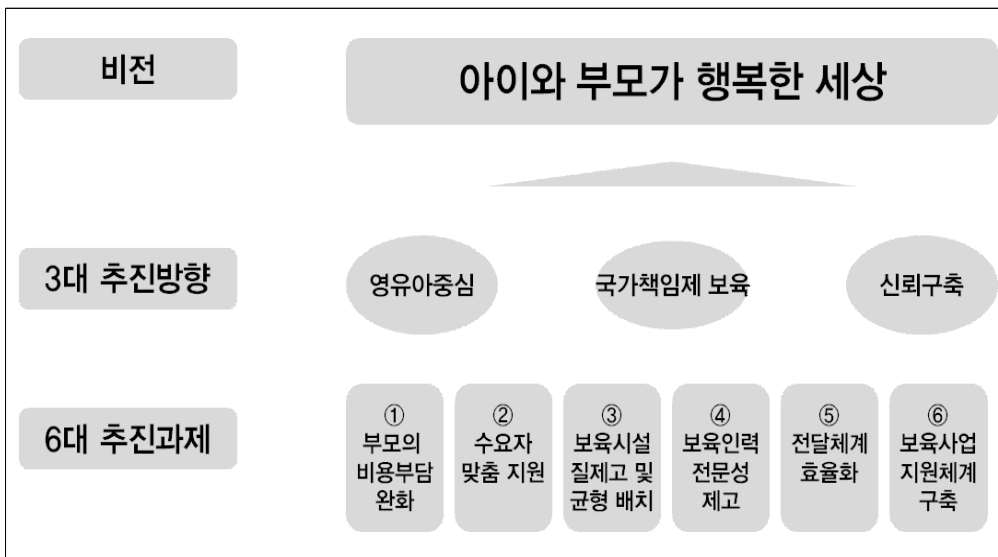 비전
아이와 부모가 행복한 세상
3대 추진방향
영유아중심
국가책임제 보육
신뢰구축
6대 추진과제
①
부모의
비용부담
완화
②
수요자
맞춤 지원
③
보육시설
질제고 및
균형 배치
④
보육인력
전문성
제고
⑤
전달체계
효율화
⑥
보육사업
지원체계
구축